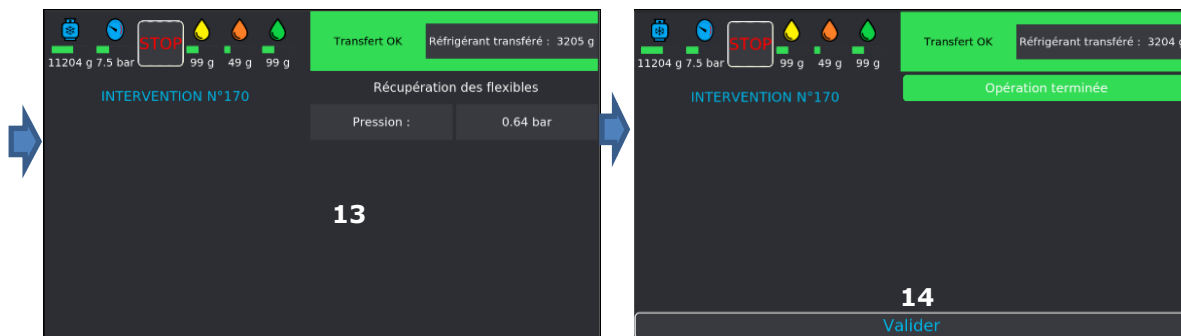 STOP
11204 g 7.5 bar 99 g 49 g 99 g
Transfert OK
Réfrigérant transféré : 3205 g
INTERVENTION N°170
Récupération des flexibles
Pression :
0.64 bar
13
STOP
11204 g 7.5 bar 99 g 49 g 99 g
Transfert OK
Réfrigérant transféré : 3204 g
INTERVENTION N°170
Opération terminée
14
Valider